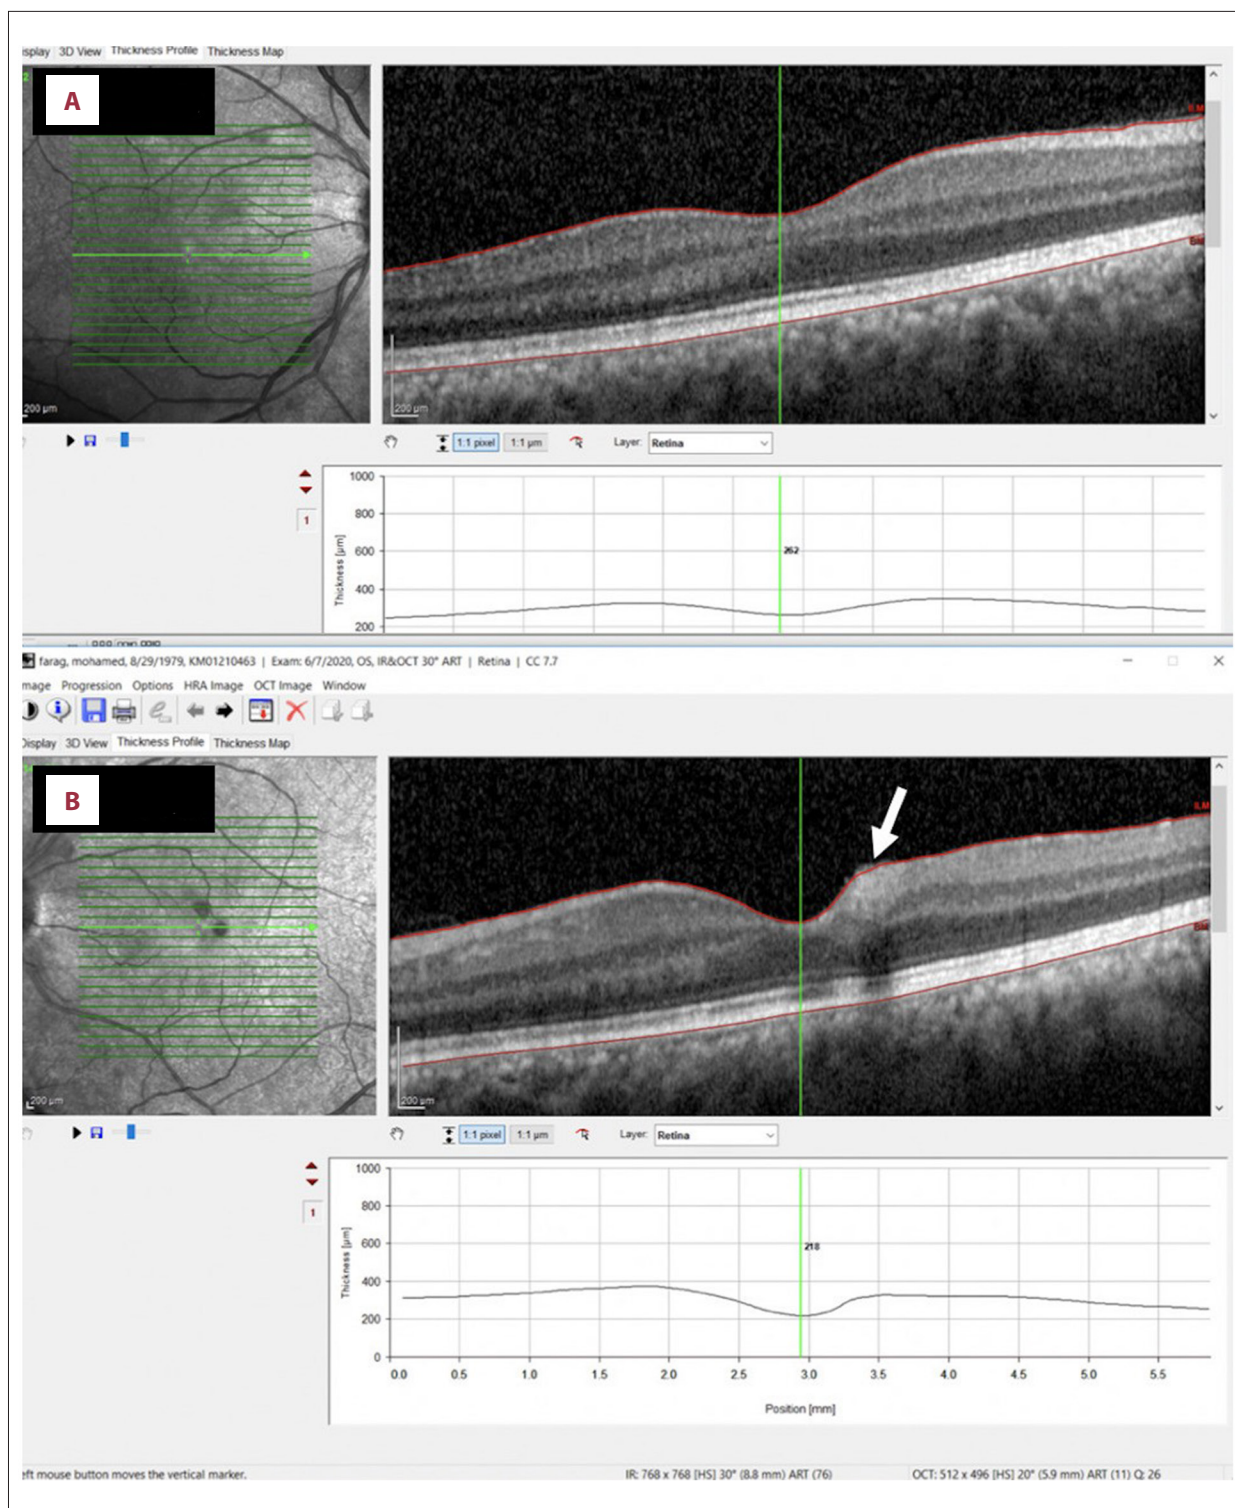 isplay 3D View Thickness Profile Thickness Map
A
ILM
BM
200 µm
200 µm
1:1 pixel 1:1 µm Layer: Retina
1000
800
600
400
200
Thickness [µm]
262
1
farag, mohamed, 8/29/1979, KM01210463 | Exam: 6/7/2020, OS, IR&OCT 30° ART | Retina | CC 7.7
mage Progression Options HRA Image OCT Image Window
Display 3D View Thickness Profile Thickness Map
B
ILM
BM
200 µm
200 µm
1:1 pixel 1:1 µm Layer: Retina
1000
800
600
400
200
0
Thickness [µm]
218
1
0.0 0.5 1.0 1.5 2.0 2.5 3.0 3.5 4.0 4.5 5.0 5.5
Position [mm]
eft mouse button moves the vertical marker. IR: 768 x 768 [HS] 30° (8.8 mm) ART (76) OCT: 512 x 496 [HS] 20° (5.9 mm) ART (11) Q: 26